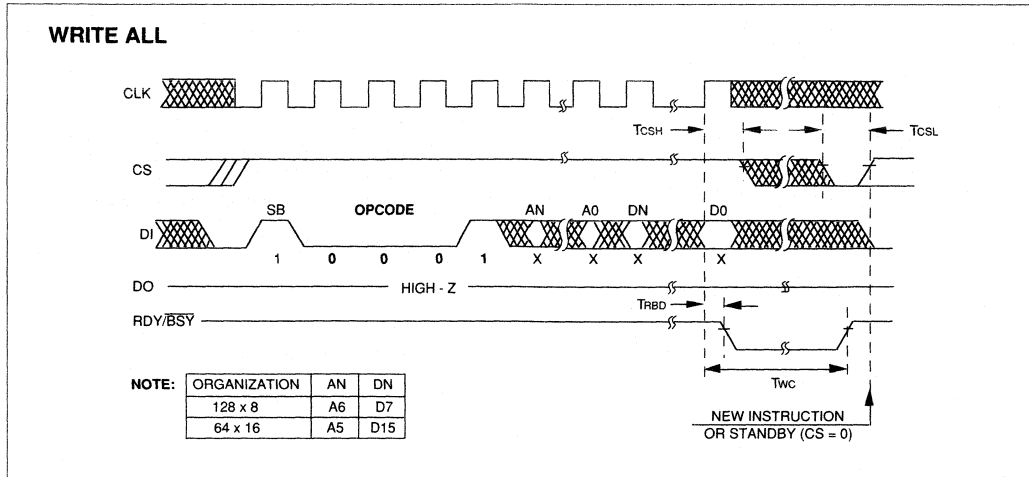 WRITE ALL
CLK
TCSH
TCSL
CS
SB OPCODE AN A0 DN D0
DI
1 0 0 0 1 X X X X
DO HIGH - Z
TRBD
RDY/BSY
TWC
NOTE: ORGANIZATION AN DN
128 x 8 A6 D7
64 x 16 A5 D15
NEW INSTRUCTION
OR STANDBY (CS = 0)